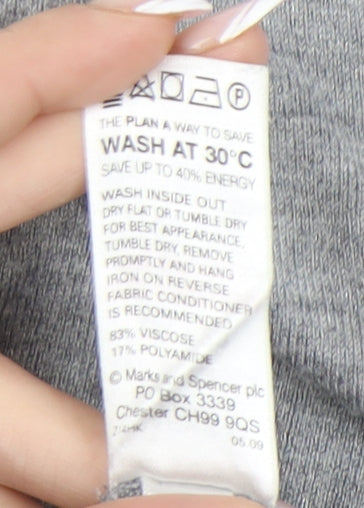 P
THE PLAN A WAY TO SAVE
WASH AT 30°C
SAVE UP TO 40% ENERGY
WASH INSIDE OUT
DRY FLAT OR TUMBLE DRY
FOR BEST APPEARANCE,
TUMBLE DRY, REMOVE
PROMPTLY AND HANG
IRON ON REVERSE
FABRIC CONDITIONER
IS RECOMMENDED
83% VISCOSE
17% POLYAMIDE
© Marks and Spencer plc
PO Box 3339
Chester CH99 9QS
05.09